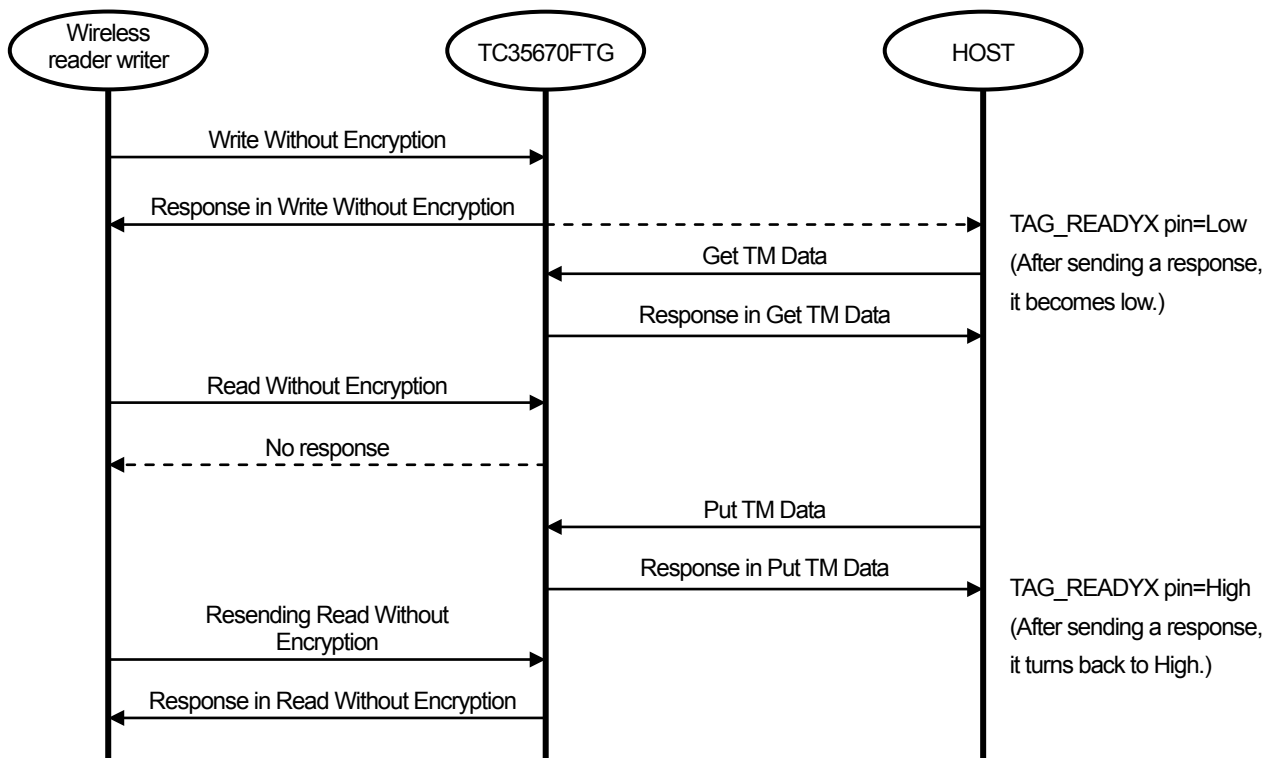 Wireless
reader writer
TC35670FTG
HOST
Write Without Encryption
Response in Write Without Encryption
TAG_READYX pin=Low
(After sending a response,
it becomes low.)
Get TM Data
Response in Get TM Data
Read Without Encryption
No response
Put TM Data
Response in Put TM Data
TAG_READYX pin=High
(After sending a response,
it turns back to High.)
Resending Read Without
Encryption
Response in Read Without Encryption